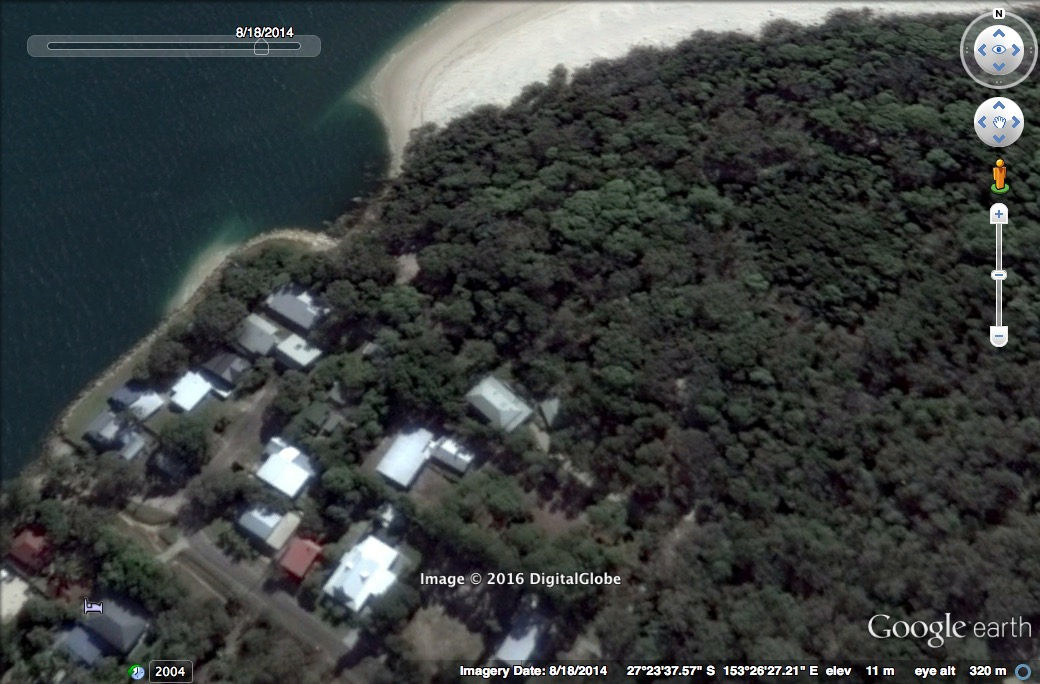 8/18/2014
N
Image © 2016 DigitalGlobe
Google earth
2004
Imagery Date: 8/18/2014 27°23'37.57" S 153°26'27.21" E elev 11 m eye alt 320 m